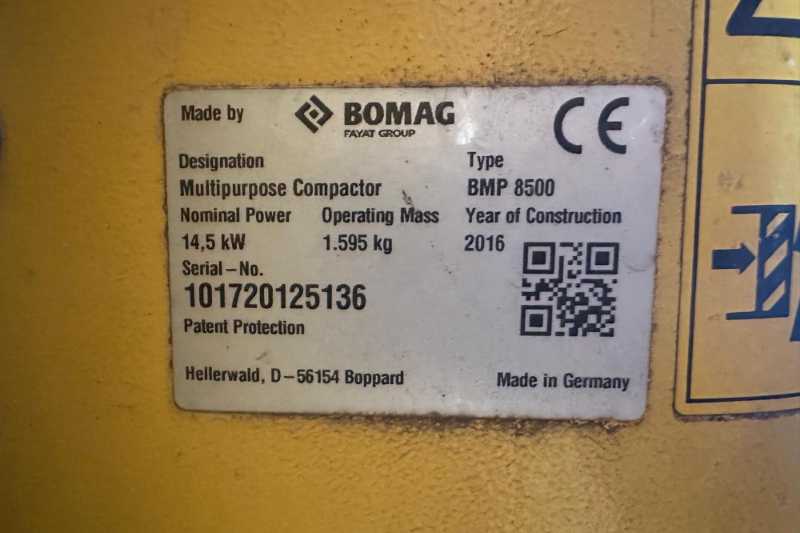 Made by BOMAG CE
FAYAT GROUP
Designation Type
Multipurpose Compactor BMP 8500
Nominal Power Operating Mass Year of Construction
14,5 kW 1.595 kg 2016
Serial-No.
101720125136
Patent Protection
Hellerwald, D-56154 Boppard Made in Germany